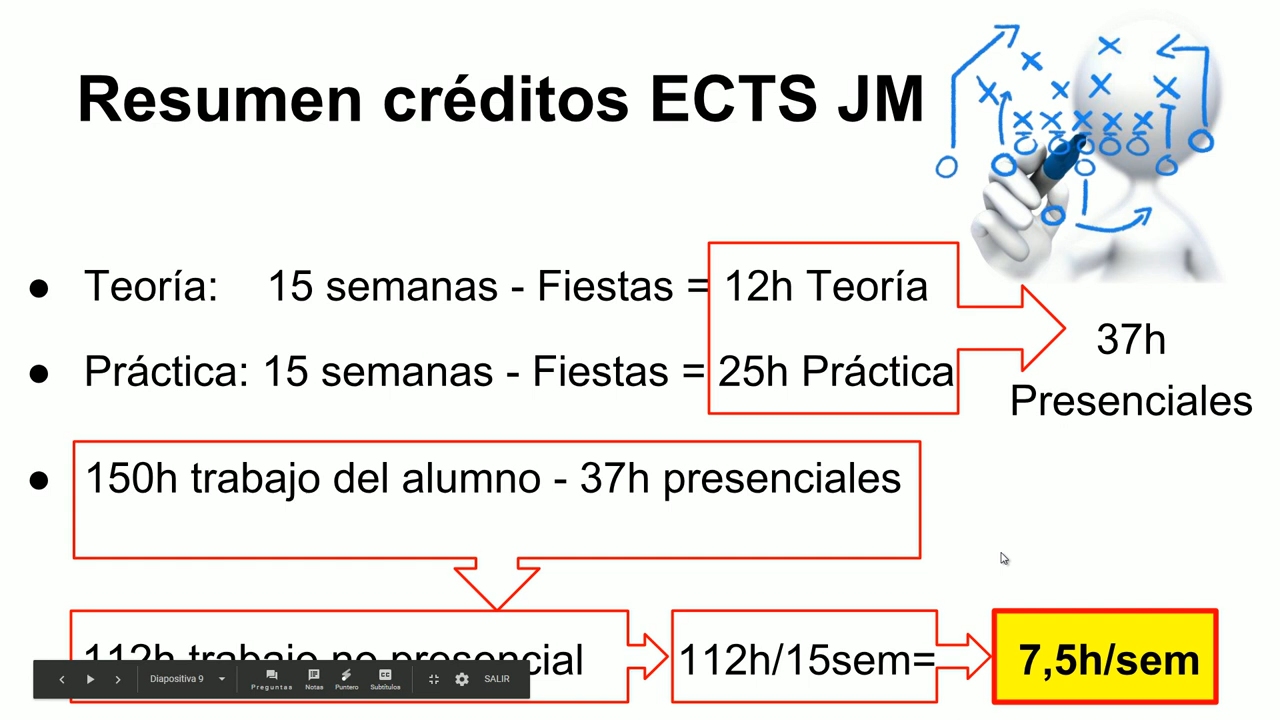 Resumen créditos ECTS JM
● Teoría: 15 semanas - Fiestas = 12h Teoría
● Práctica: 15 semanas - Fiestas = 25h Práctica
37h
Presenciales
● 150h trabajo del alumno - 37h presenciales
112h trabajo no presencial
112h/15sem=
7,5h/sem
Diapositiva 9
Preguntas
Notas
Puntero
Subtítulos
SALIR